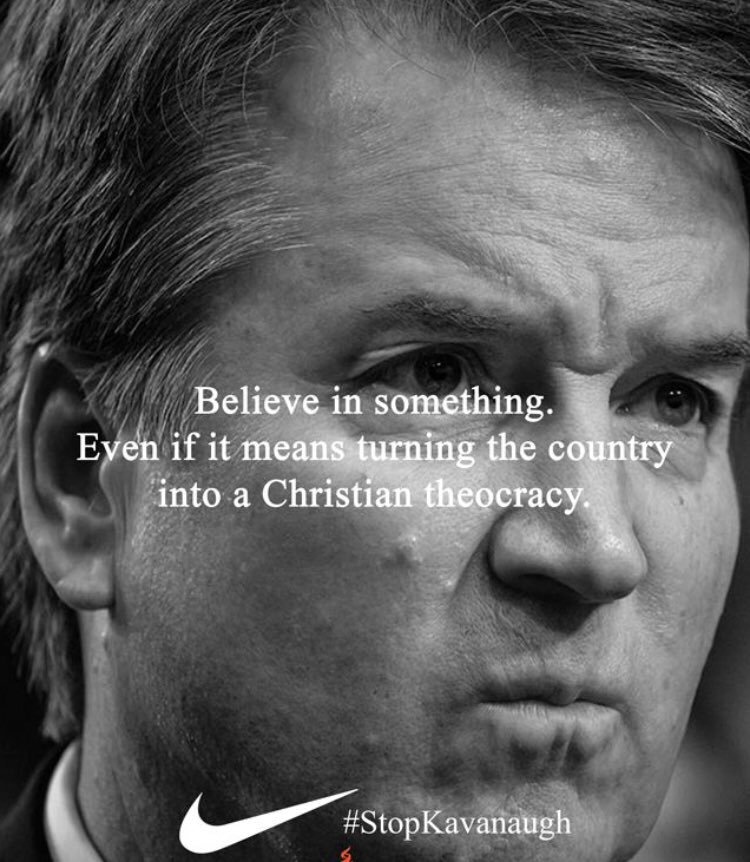 Believe in something.
Even if it means turning the country
into a Christian theocracy.
#StopKavanaugh